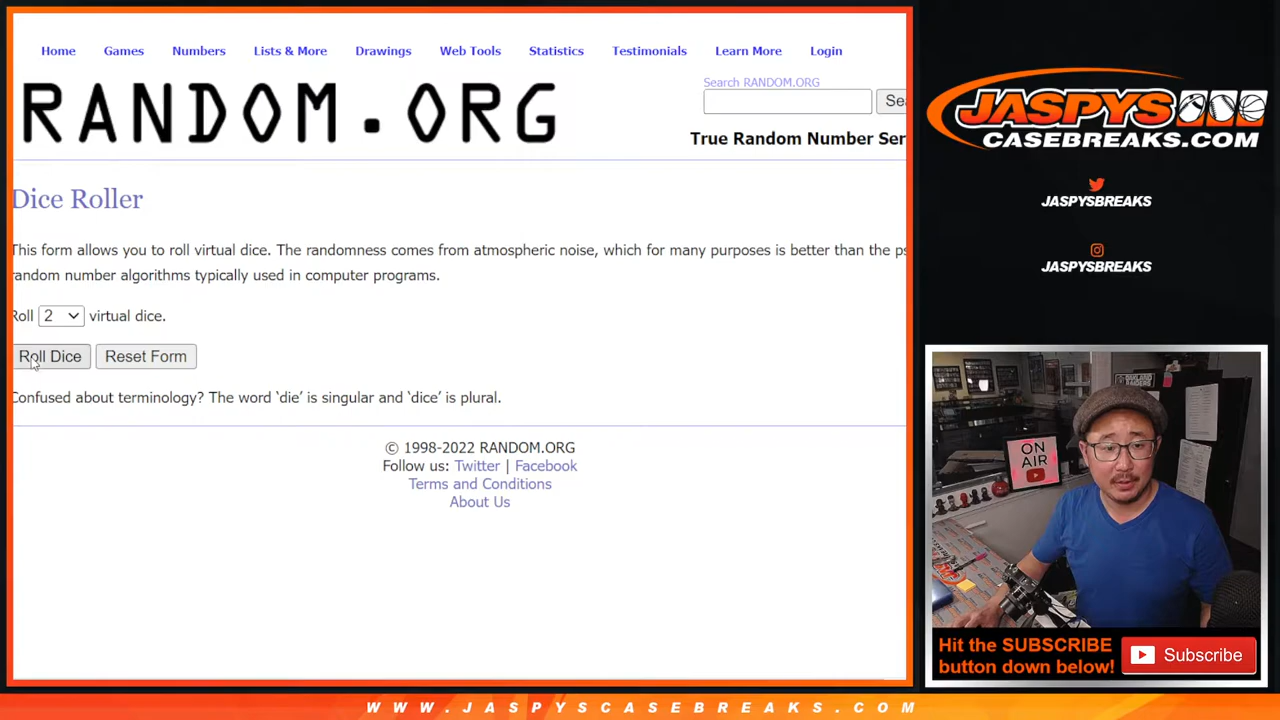 Home Games Numbers Lists & More Drawings Web Tools Statistics Testimonials Learn More Login
Search RANDOM.ORG
RANDOM.ORG
Sea
True Random Number Ser
Dice Roller
This form allows you to roll virtual dice. The randomness comes from atmospheric noise, which for many purposes is better than the ps
random number algorithms typically used in computer programs.
Roll 2 virtual dice.
Roll Dice Reset Form
Confused about terminology? The word ‘die’ is singular and ‘dice’ is plural.
© 1998-2022 RANDOM.ORG
Follow us: Twitter | Facebook
Terms and Conditions
About Us
JASPYS
CASEBREAKS.COM
JASPYSBREAKS
JASPYSBREAKS
OAKLAND
RAIDERS
ON
AIR
Hit the SUBSCRIBE
button down below!
Subscribe
WWW.JASPYSCASEBREAKS.COM